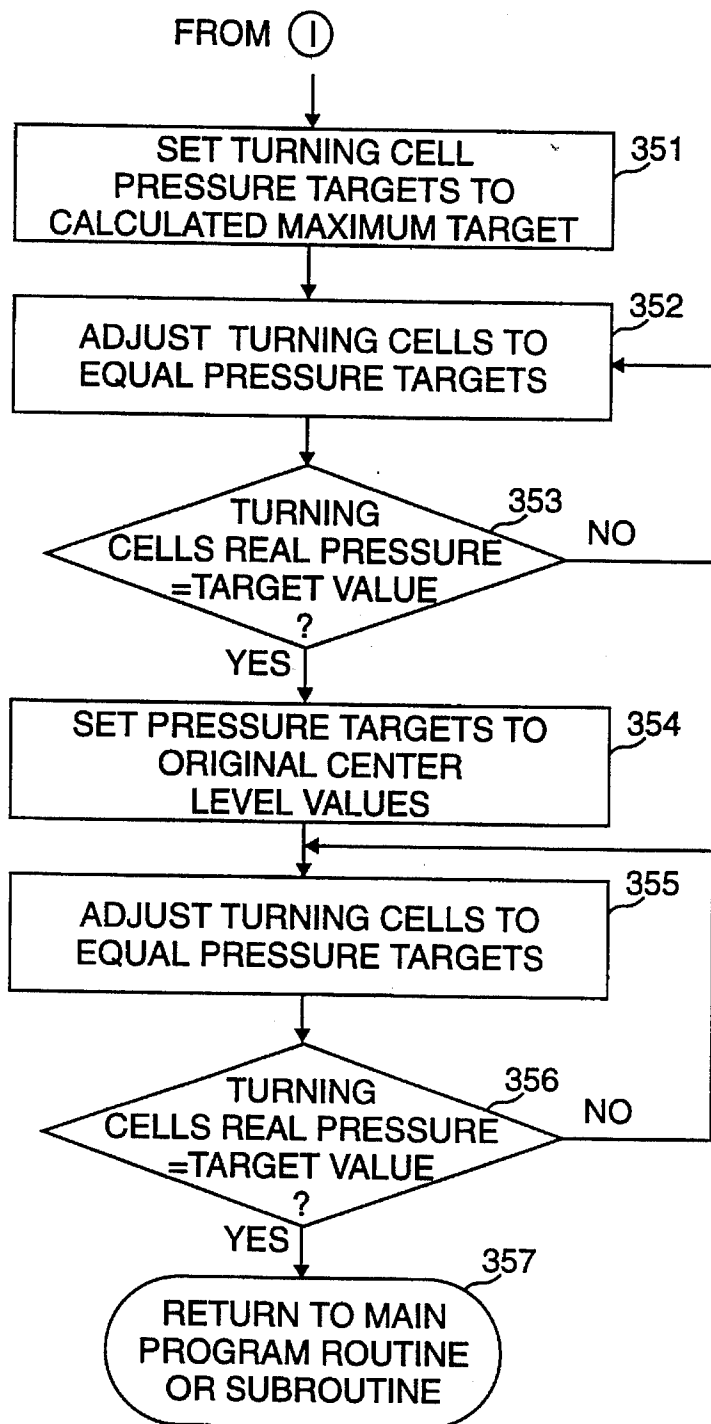 FROM I
SET TURNING CELL
PRESSURE TARGETS TO
CALCULATED MAXIMUM TARGET
351
ADJUST TURNING CELLS TO
EQUAL PRESSURE TARGETS
352
TURNING
CELLS REAL PRESSURE
=TARGET VALUE
?
353
NO
YES
SET PRESSURE TARGETS TO
ORIGINAL CENTER
LEVEL VALUES
354
ADJUST TURNING CELLS TO
EQUAL PRESSURE TARGETS
355
TURNING
CELLS REAL PRESSURE
=TARGET VALUE
?
356
NO
YES
RETURN TO MAIN
PROGRAM ROUTINE
OR SUBROUTINE
357